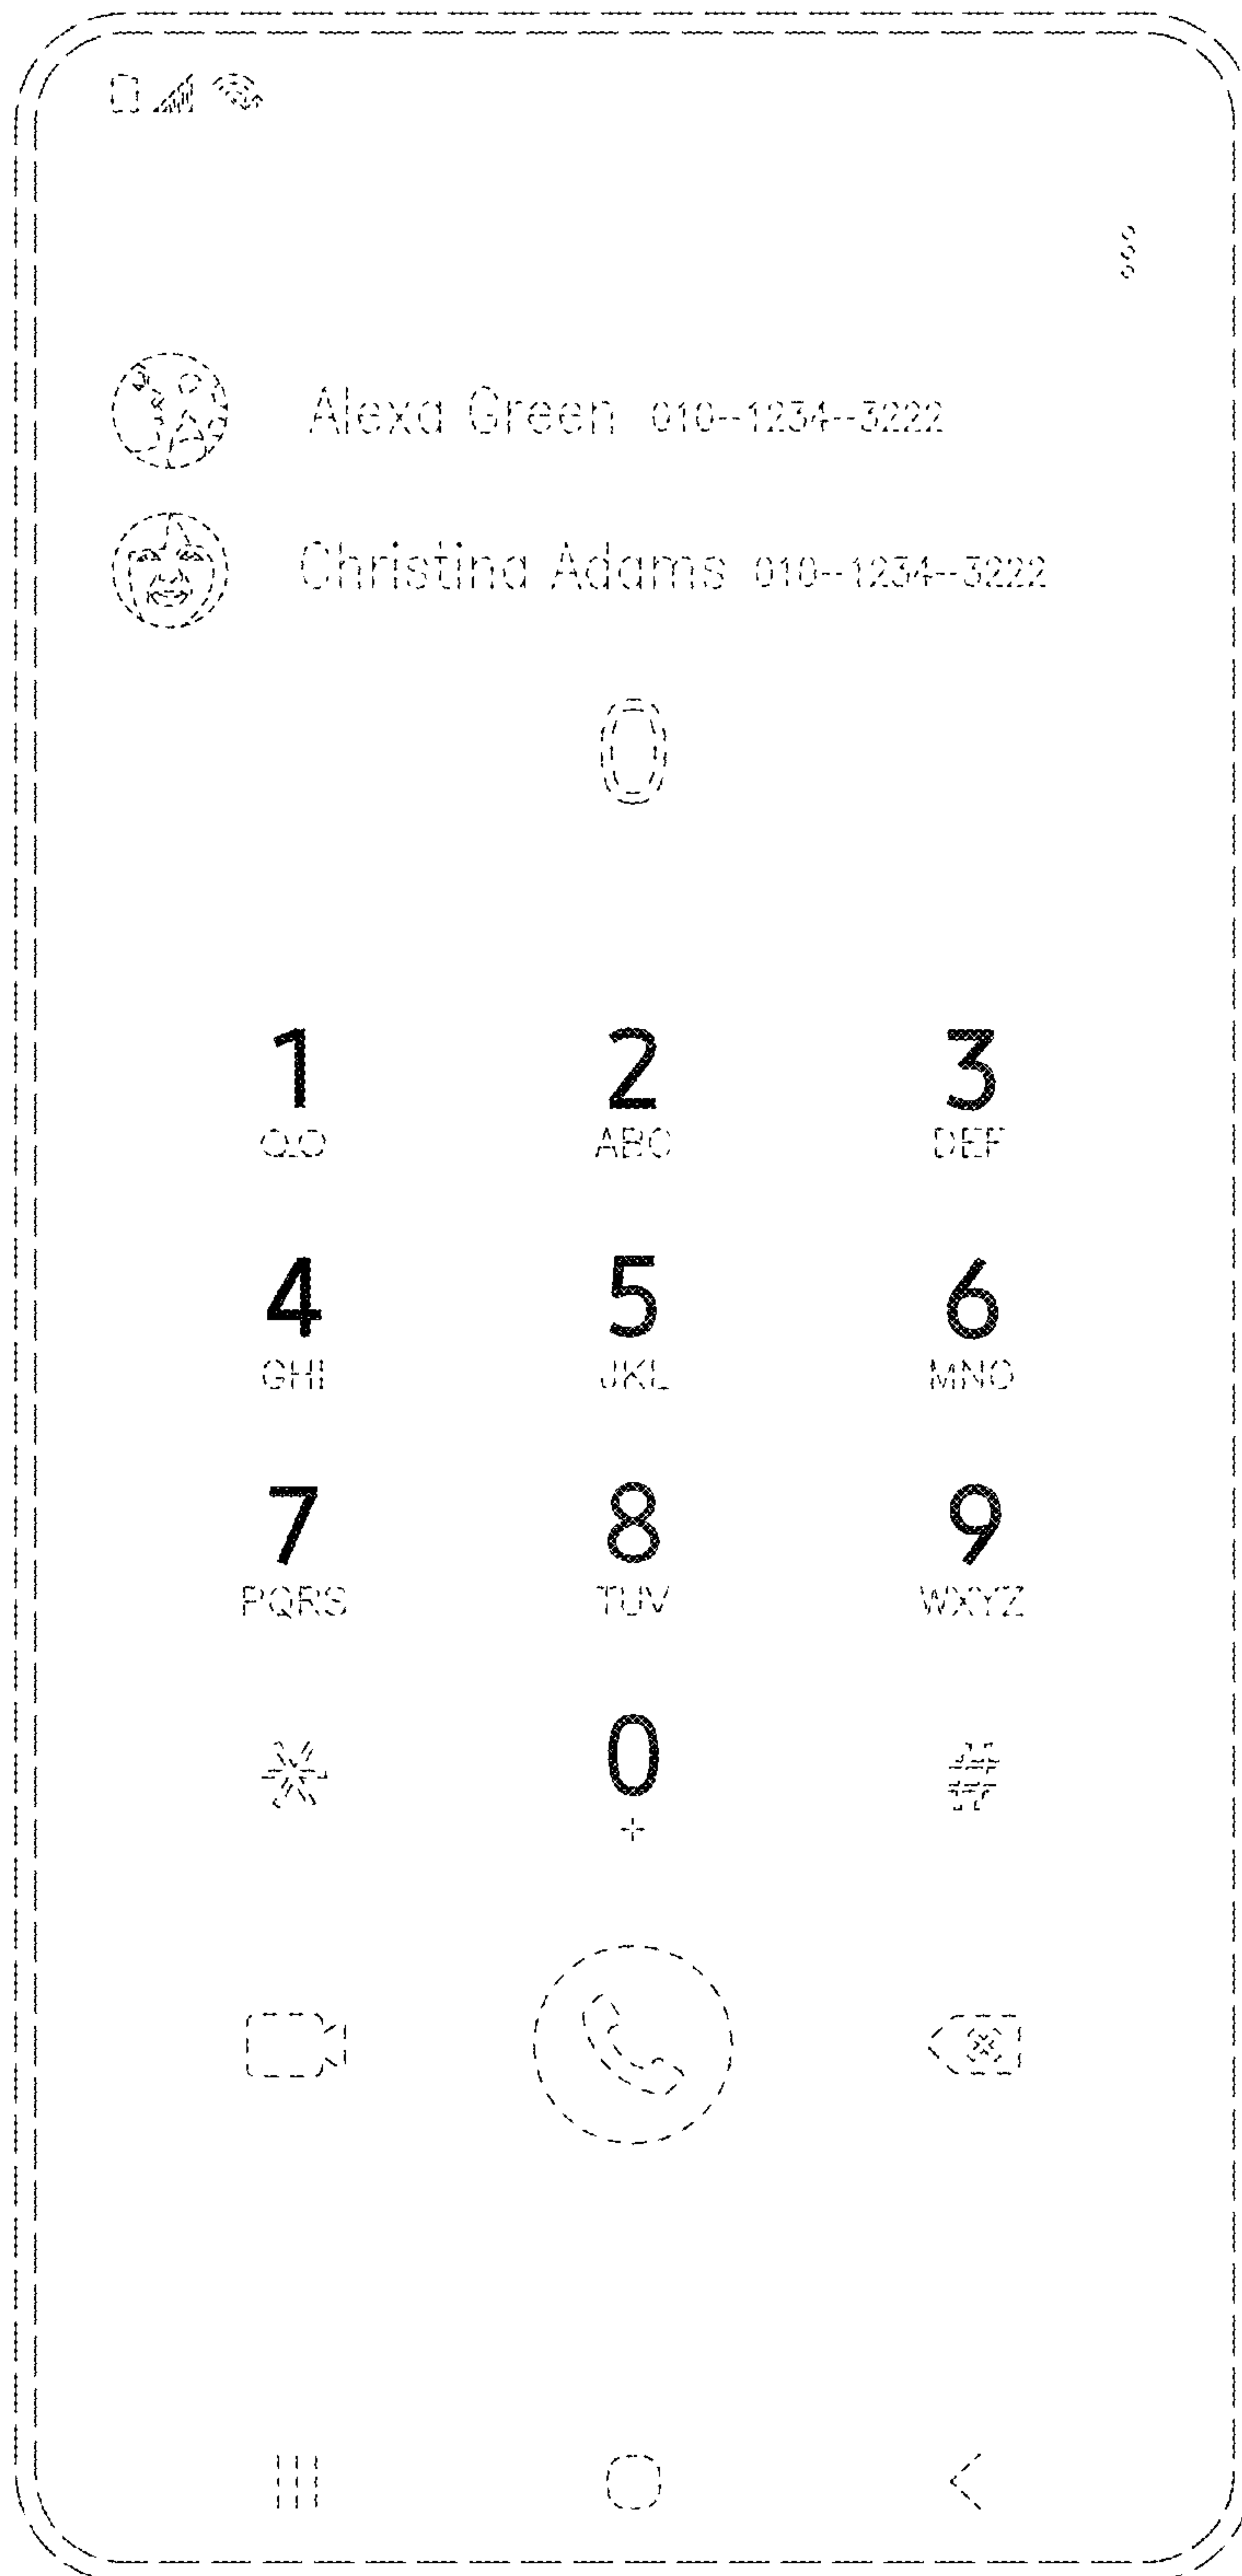 Alexa Green 010--1234--3222
Christina Adams 010--1234--3222
0
1 2 3
ABC DEF
4 5 6
GHI JKL MNO
7 8 9
PQRS TUV WXYZ
* 0 #
+